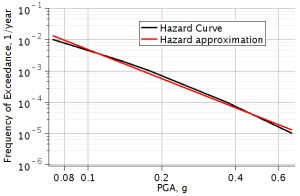 10⁻¹
10⁻²
10⁻³
10⁻⁴
10⁻⁵
10⁻⁶
Frequency of Exceedance, 1/year
Hazard Curve
Hazard approximation
0.08 0.1 0.2 0.4 0.6
PGA, g